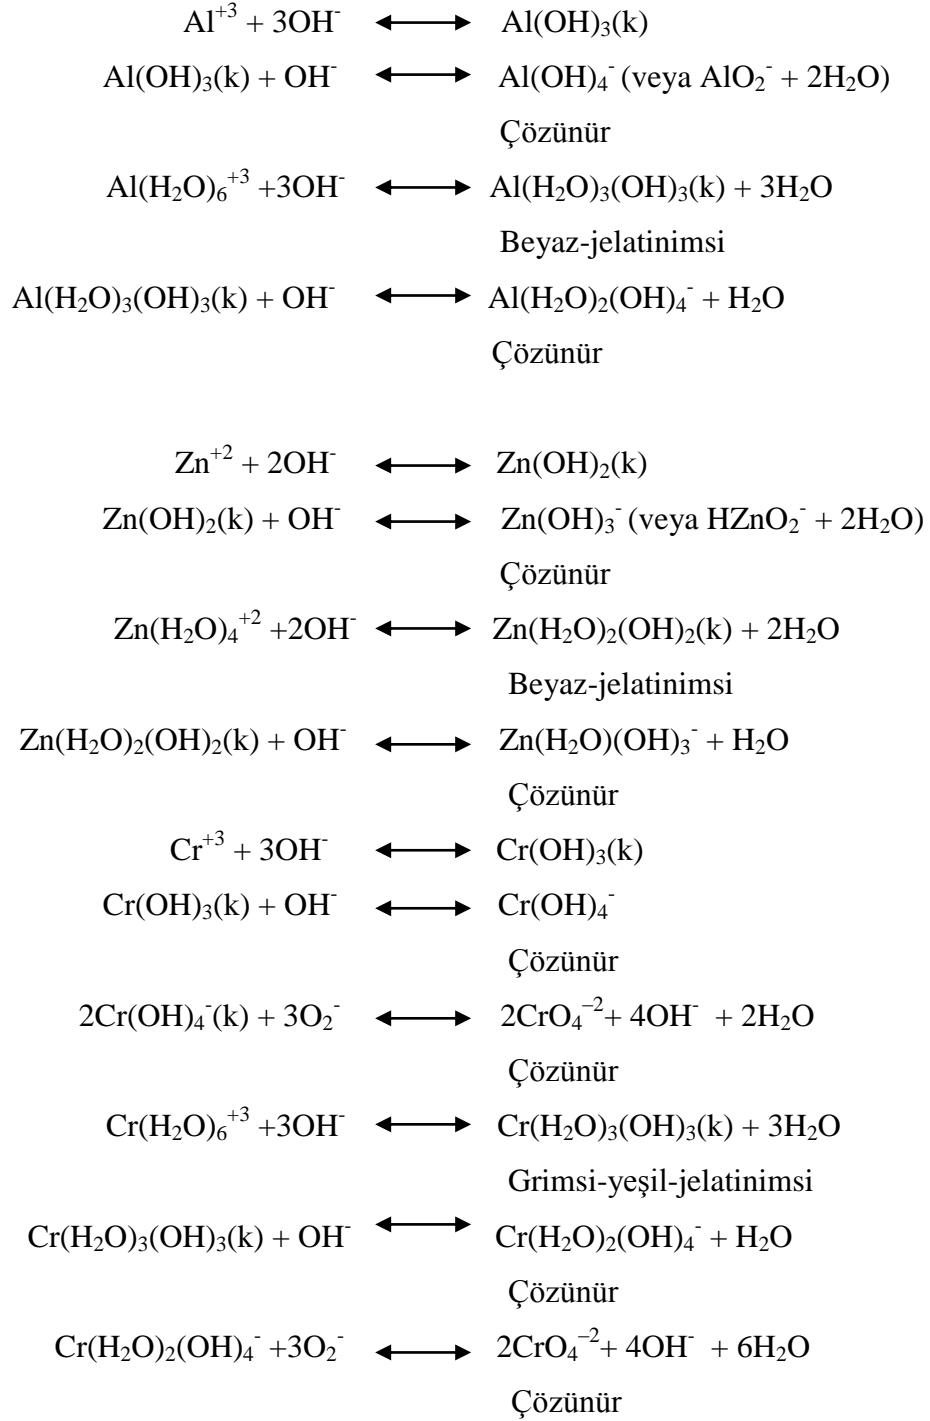 Al⁺³ + 3OH⁻ ⟷ Al(OH)₃(k)
Al(OH)₃(k) + OH⁻ ⟷ Al(OH)₄⁻ (veya AlO₂⁻ + 2H₂O)
Çözünür
Al(H₂O)₆⁺³ +3OH⁻ ⟷ Al(H₂O)₃(OH)₃(k) + 3H₂O
Beyaz-jelatinimsi
Al(H₂O)₃(OH)₃(k) + OH⁻ ⟷ Al(H₂O)₂(OH)₄⁻ + H₂O
Çözünür
Zn⁺² + 2OH⁻ ⟷ Zn(OH)₂(k)
Zn(OH)₂(k) + OH⁻ ⟷ Zn(OH)₃⁻ (veya HZnO₂⁻ + 2H₂O)
Çözünür
Zn(H₂O)₄⁺² +2OH⁻ ⟷ Zn(H₂O)₂(OH)₂(k) + 2H₂O
Beyaz-jelatinimsi
Zn(H₂O)₂(OH)₂(k) + OH⁻ ⟷ Zn(H₂O)(OH)₃⁻ + H₂O
Çözünür
Cr⁺³ + 3OH⁻ ⟷ Cr(OH)₃(k)
Cr(OH)₃(k) + OH⁻ ⟷ Cr(OH)₄⁻
Çözünür
2Cr(OH)₄⁻(k) + 3O₂⁻ ⟷ 2CrO₄⁻² + 4OH⁻ + 2H₂O
Çözünür
Cr(H₂O)₆⁺³ +3OH⁻ ⟷ Cr(H₂O)₃(OH)₃(k) + 3H₂O
Grimsi-yeşil-jelatinimsi
Cr(H₂O)₃(OH)₃(k) + OH⁻ ⟷ Cr(H₂O)₂(OH)₄⁻ + H₂O
Çözünür
Cr(H₂O)₂(OH)₄⁻ +3O₂⁻ ⟷ 2CrO₄⁻² + 4OH⁻ + 6H₂O
Çözünür